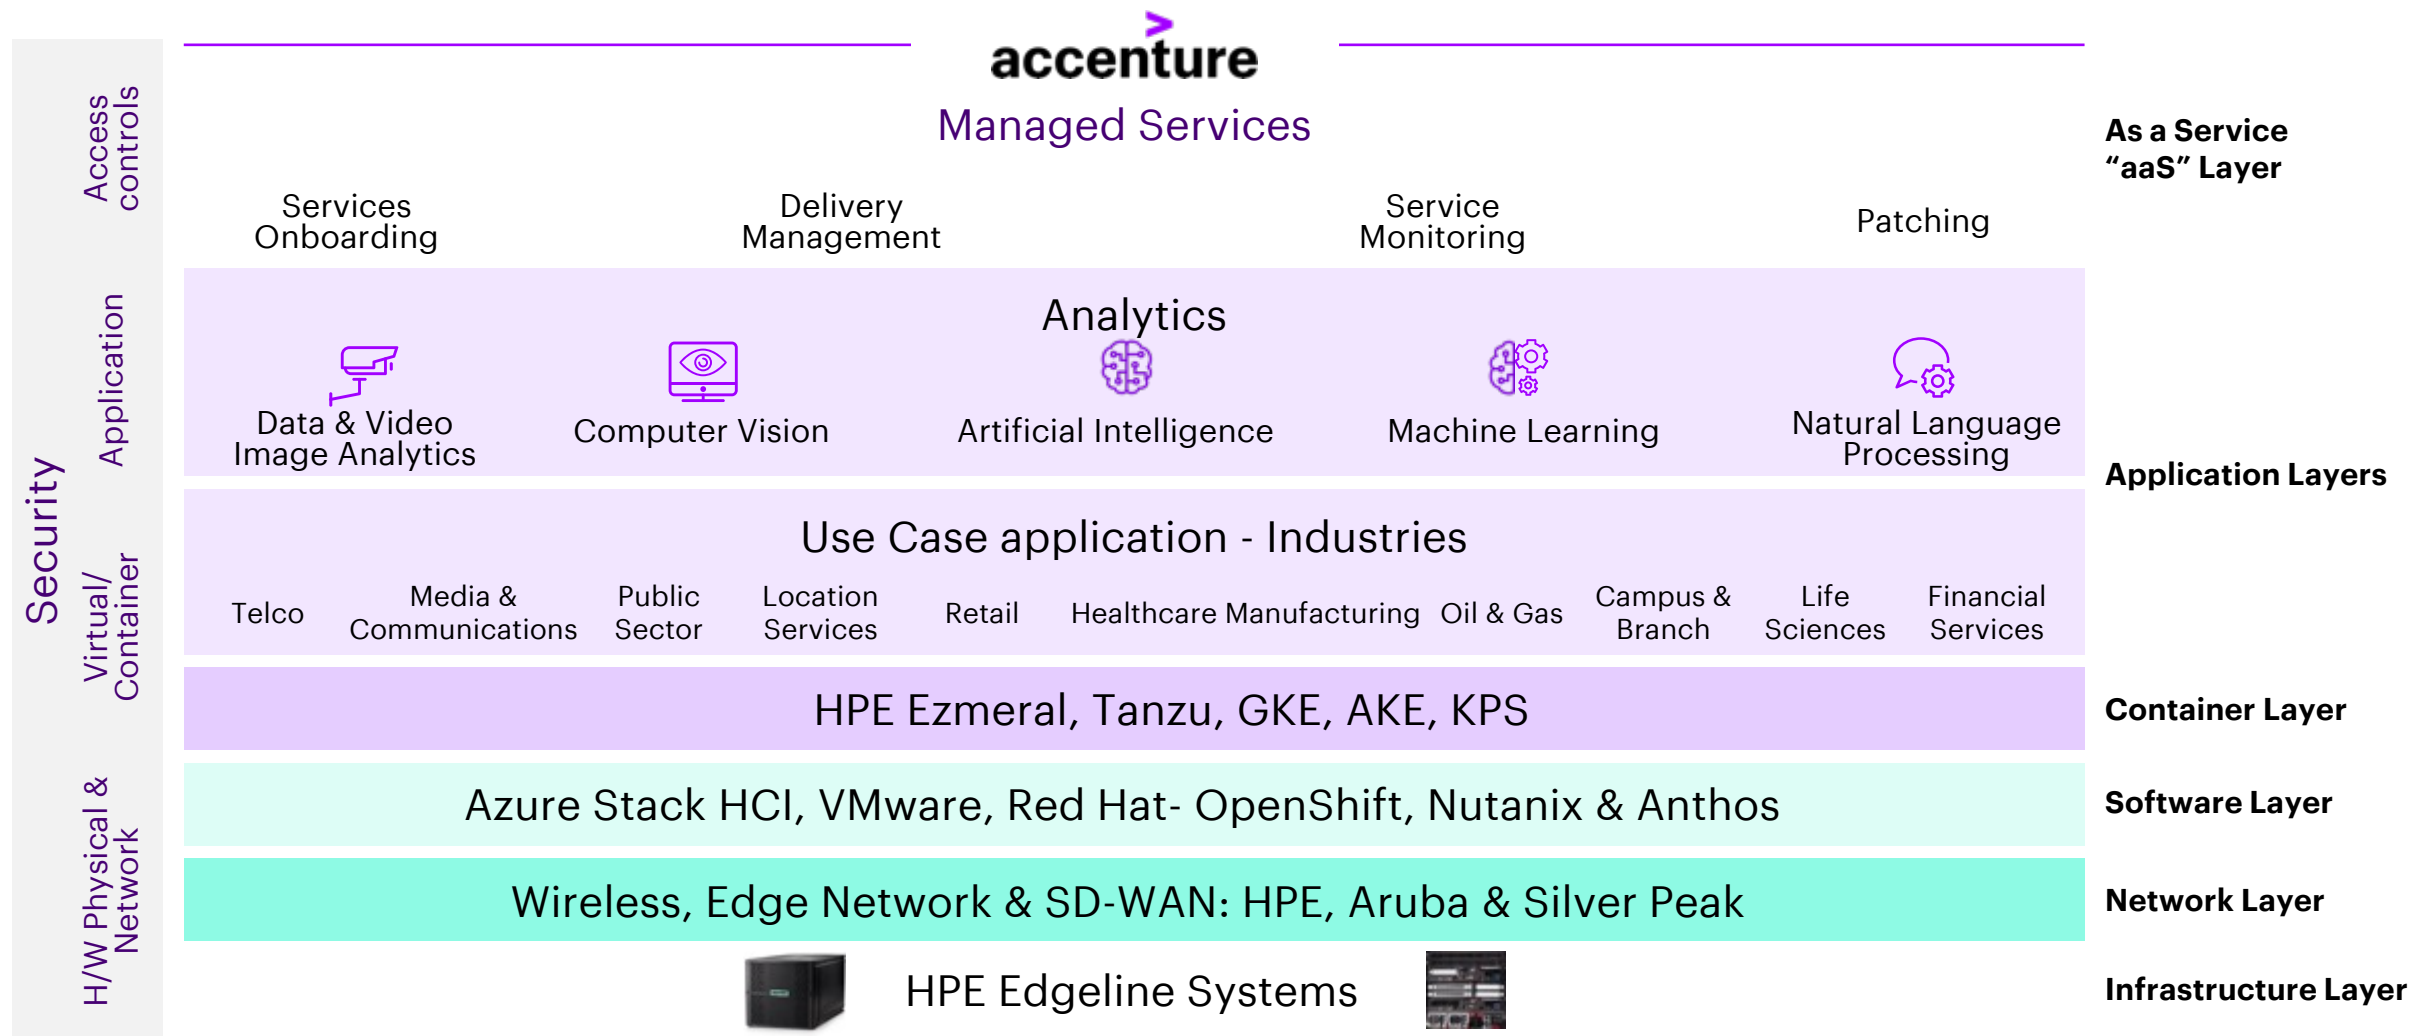 accenture
Managed Services
As a Service
“aaS” Layer
Services
Onboarding
Delivery
Management
Service
Monitoring
Patching
Analytics
Data & Video
Image Analytics
Computer Vision
Artificial Intelligence
Machine Learning
Natural Language
Processing
Application Layers
Use Case application - Industries
Telco
Media &
Communications
Public
Sector
Location
Services
Retail
Healthcare
Manufacturing
Oil & Gas
Campus &
Branch
Life
Sciences
Financial
Services
HPE Ezmeral, Tanzu, GKE, AKE, KPS
Container Layer
Azure Stack HCI, VMware, Red Hat- OpenShift, Nutanix & Anthos
Software Layer
Wireless, Edge Network & SD-WAN: HPE, Aruba & Silver Peak
Network Layer
HPE Edgeline Systems
Infrastructure Layer
Security
Access
controls
Application
Virtual/
Container
H/W Physical &
Network